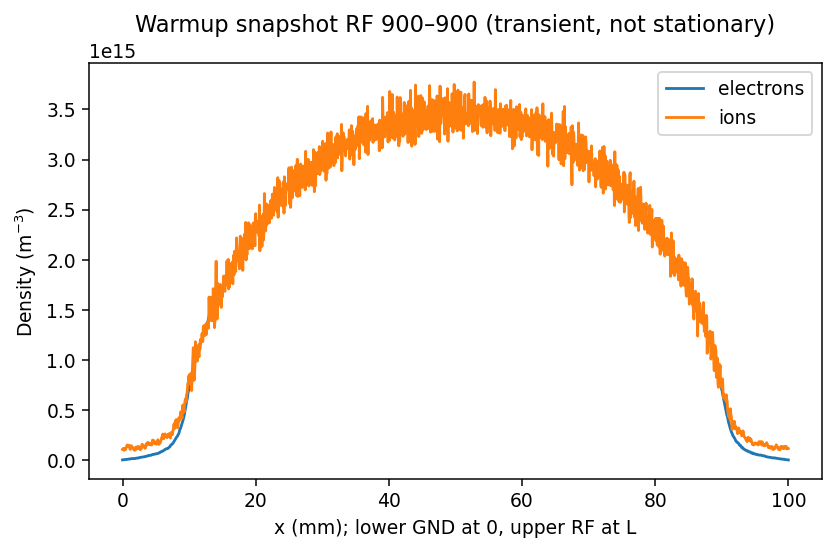 Warmup snapshot RF 900–900 (transient, not stationary)
1e15
electrons
ions
3.5
3.0
2.5
2.0
1.5
1.0
0.5
0.0
Density (m⁻³)
0 20 40 60 80 100
x (mm); lower GND at 0, upper RF at L